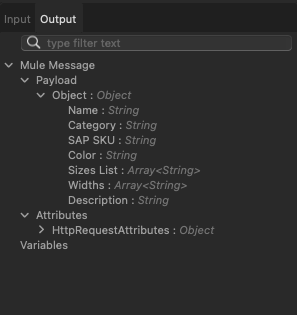 Input Output
type filter text
Mule Message
Payload
Object : Object
Name : String
Category : String
SAP SKU : String
Color : String
Sizes List : Array<String>
Widths : Array<String>
Description : String
Attributes
HttpRequestAttributes : Object
Variables